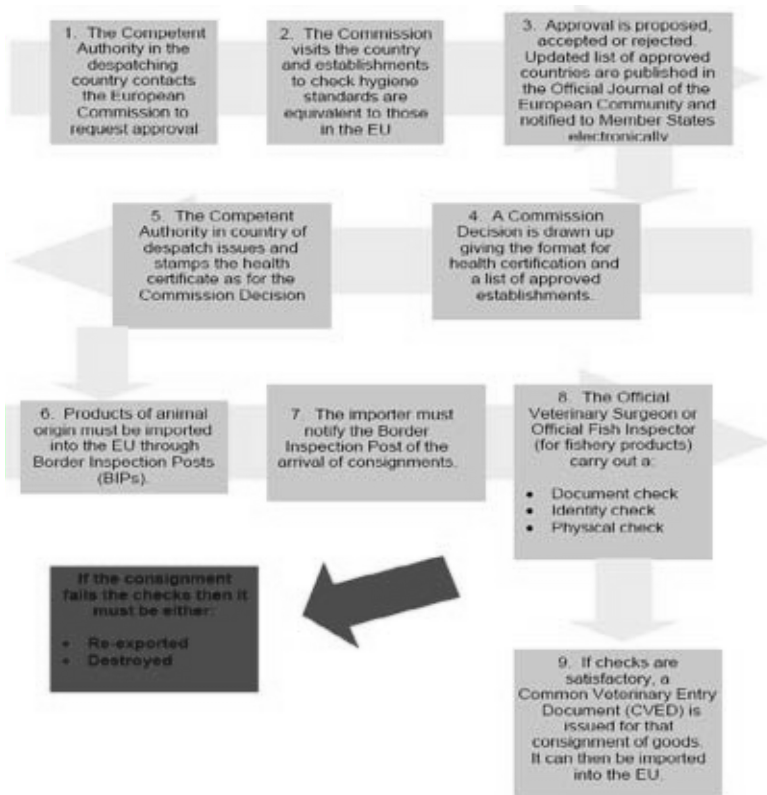 1. The Competent
Authority in the
despatching
country contacts
the European
Commission to
request approval
2. The Commission
visits the country
and establishments
to check hygiene
standards are
equivalent to those
in the EU
3. Approval is proposed,
accepted or rejected.
Updated list of approved
countries are published in
the Official Journal of the
European Community and
notified to Member States
electronically
5. The Competent
Authority in country of
despatch issues and
stamps the health
certificate as for the
Commission Decision
4. A Commission
Decision is drawn up
giving the format for
health certification and
a list of approved
establishments.
6. Products of animal
origin must be imported
into the EU through
Border Inspection Posts
(BIPs).
7. The importer must
notify the Border
Inspection Post of the
arrival of consignments.
8. The Official
Veterinary Surgeon or
Official Fish Inspector
(for fishery products)
carry out a:
• Document check
• Identity check
• Physical check
If the consignment
fails the checks then it
must be either:
• Re-exported
• Destroyed
9. If checks are
satisfactory, a
Common Veterinary Entry
Document (CVED) is
issued for that
consignment of goods.
It can then be imported
into the EU.